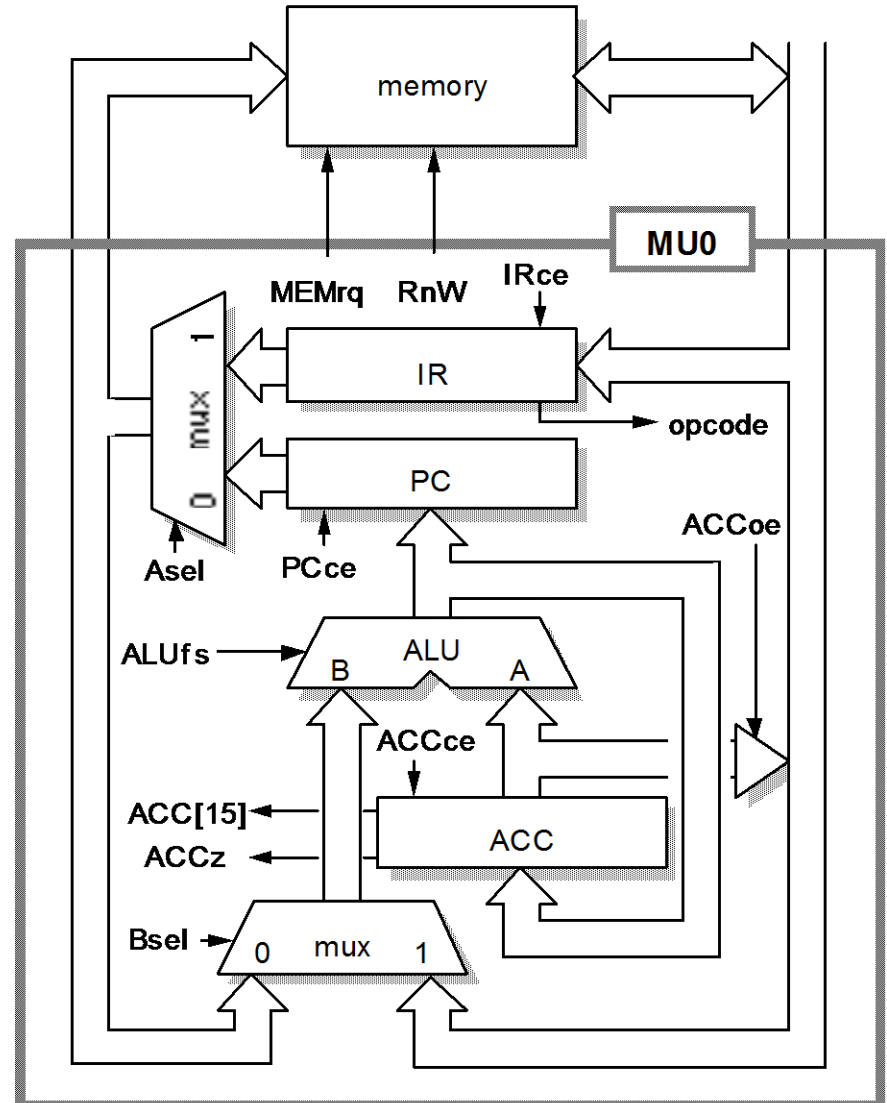 memory
MU0
MEMrq
RnW
IRce
1
IR
mux
opcode
PC
0
ACCoe
Asel
PCce
ALUfs
ALU
B
A
ACCce
ACC[15]
ACC
ACCz
Bsel
0
mux
1